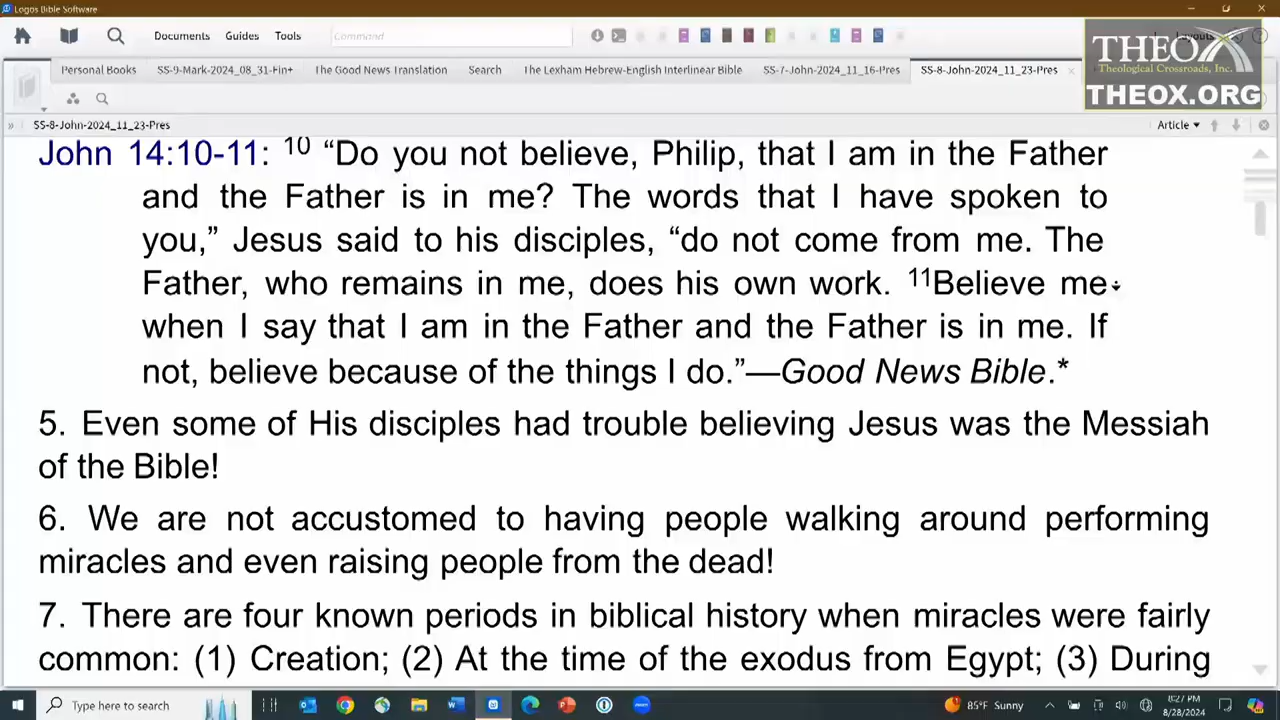 Logos Bible Software
Documents Guides Tools Command
THEOX
Theological Crossroads, Inc.
THEOX.ORG
Personal Books SS-9-Mark-2024_08_31-Fin+ The Good News Translation The Lexham Hebrew-English Interlinear Bible SS-7-John-2024_11_16-Pres SS-8-John-2024_11_23-Pres
SS-8-John-2024_11_23-Pres Article
John 14:10-11: 10 “Do you not believe, Philip, that I am in the Father
and the Father is in me? The words that I have spoken to
you,” Jesus said to his disciples, “do not come from me. The
Father, who remains in me, does his own work. 11Believe me
when I say that I am in the Father and the Father is in me. If
not, believe because of the things I do.”—Good News Bible.*
5. Even some of His disciples had trouble believing Jesus was the Messiah
of the Bible!
6. We are not accustomed to having people walking around performing
miracles and even raising people from the dead!
7. There are four known periods in biblical history when miracles were fairly
common: (1) Creation; (2) At the time of the exodus from Egypt; (3) During
Type here to search
85°F Sunny
8:27 PM
8/28/2024